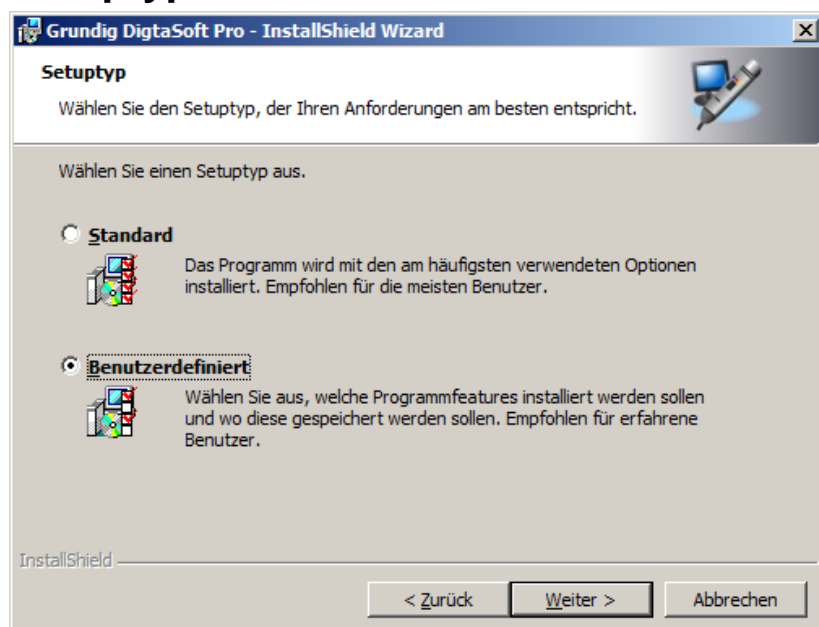 Grundig DigtaSoft Pro - InstallShield Wizard
Setuptyp
Wählen Sie den Setuptyp, der Ihren Anforderungen am besten entspricht.
Wählen Sie einen Setuptyp aus.
Standard
Das Programm wird mit den am häufigsten verwendeten Optionen
installiert. Empfohlen für die meisten Benutzer.
Benutzerdefiniert
Wählen Sie aus, welche Programmfeatures installiert werden sollen
und wo diese gespeichert werden sollen. Empfohlen für erfahrene
Benutzer.
InstallShield
< Zurück
Weiter >
Abbrechen